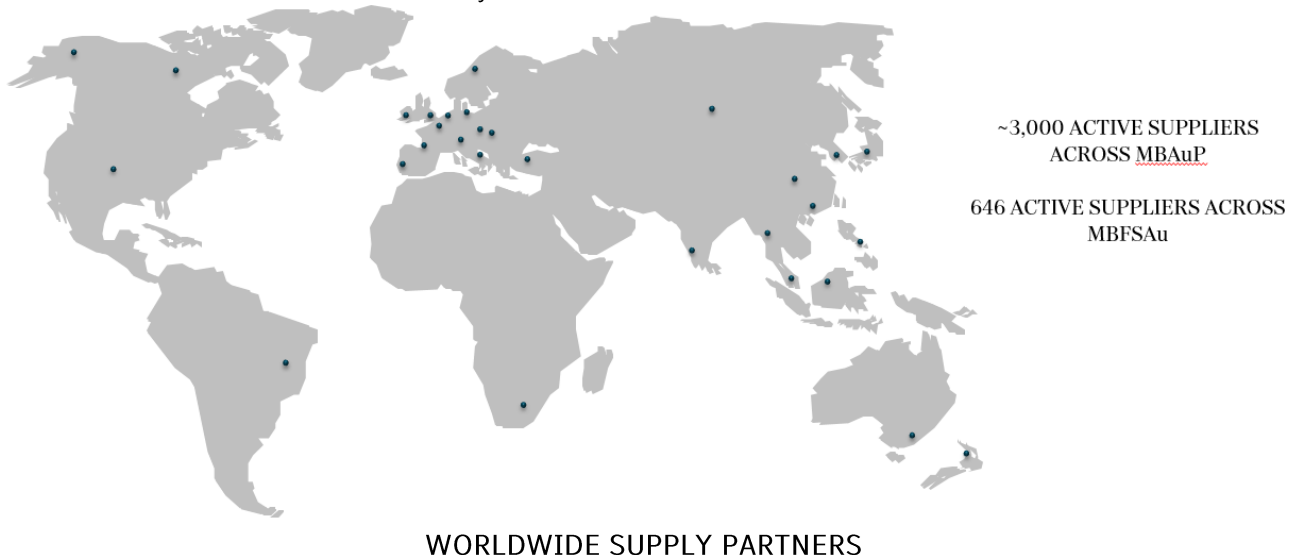 ~3,000 ACTIVE SUPPLIERS
ACROSS MBAuP
646 ACTIVE SUPPLIERS ACROSS
MBFSAu
WORLDWIDE SUPPLY PARTNERS